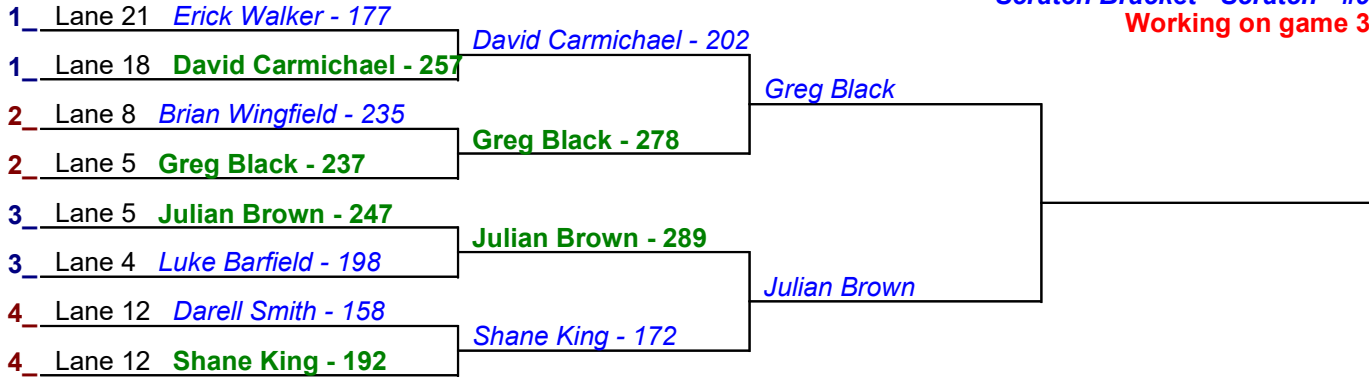 Scratch Bracket - Scratch - #
Working on game 3
1_ Lane 21 Erick Walker - 177
1_ Lane 18 David Carmichael - 257
2_ Lane 8 Brian Wingfield - 235
2_ Lane 5 Greg Black - 237
3_ Lane 5 Julian Brown - 247
3_ Lane 4 Luke Barfield - 198
4_ Lane 12 Darell Smith - 158
4_ Lane 12 Shane King - 192
David Carmichael - 202
Greg Black - 278
Julian Brown - 289
Shane King - 172
Greg Black
Julian Brown